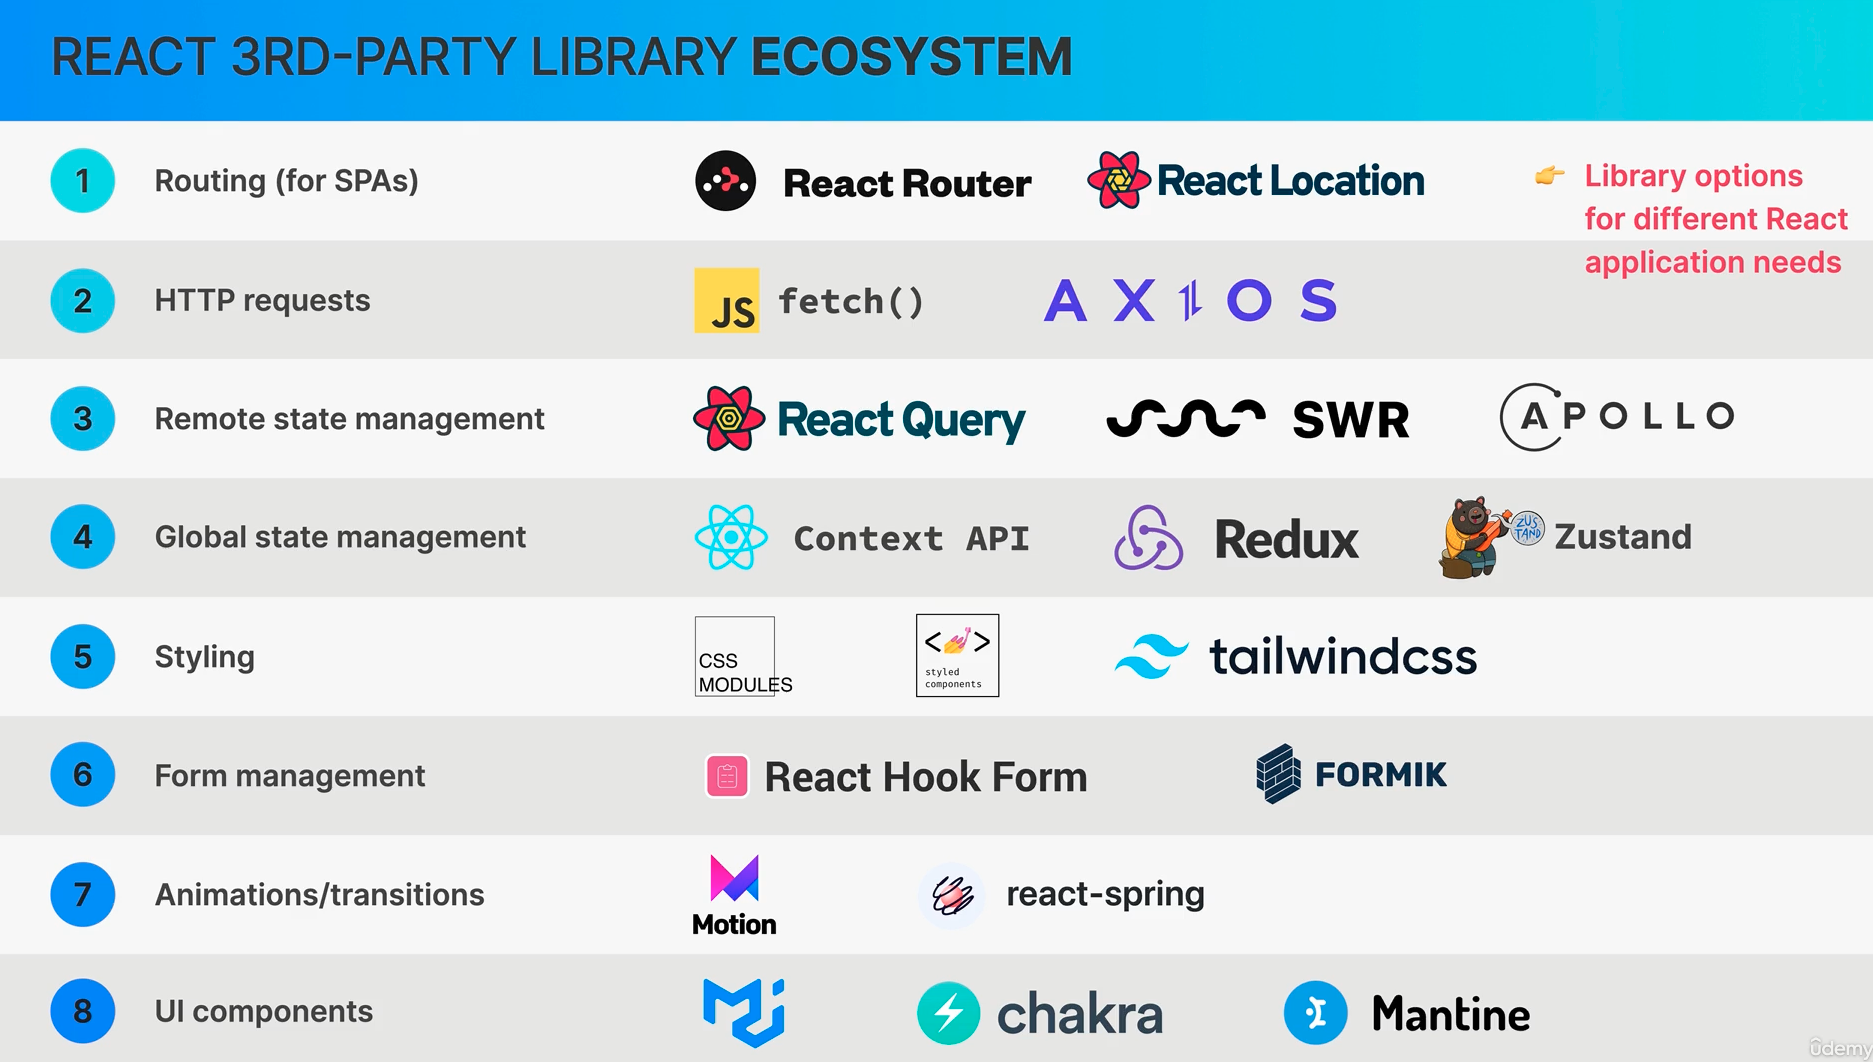 REACT 3RD-PARTY LIBRARY ECOSYSTEM
1 Routing (for SPAs) React Router React Location
👉 Library options
for different React
application needs
2 HTTP requests JS fetch() AXIOS
3 Remote state management React Query SWR APOLLO
4 Global state management Context API Redux ZUSTAND Zustand
5 Styling CSS
MODULES
< >
styled
components
tailwindcss
6 Form management React Hook Form FORMIK
7 Animations/transitions Motion react-spring
8 UI components MUI chakra Mantine
ûdemy